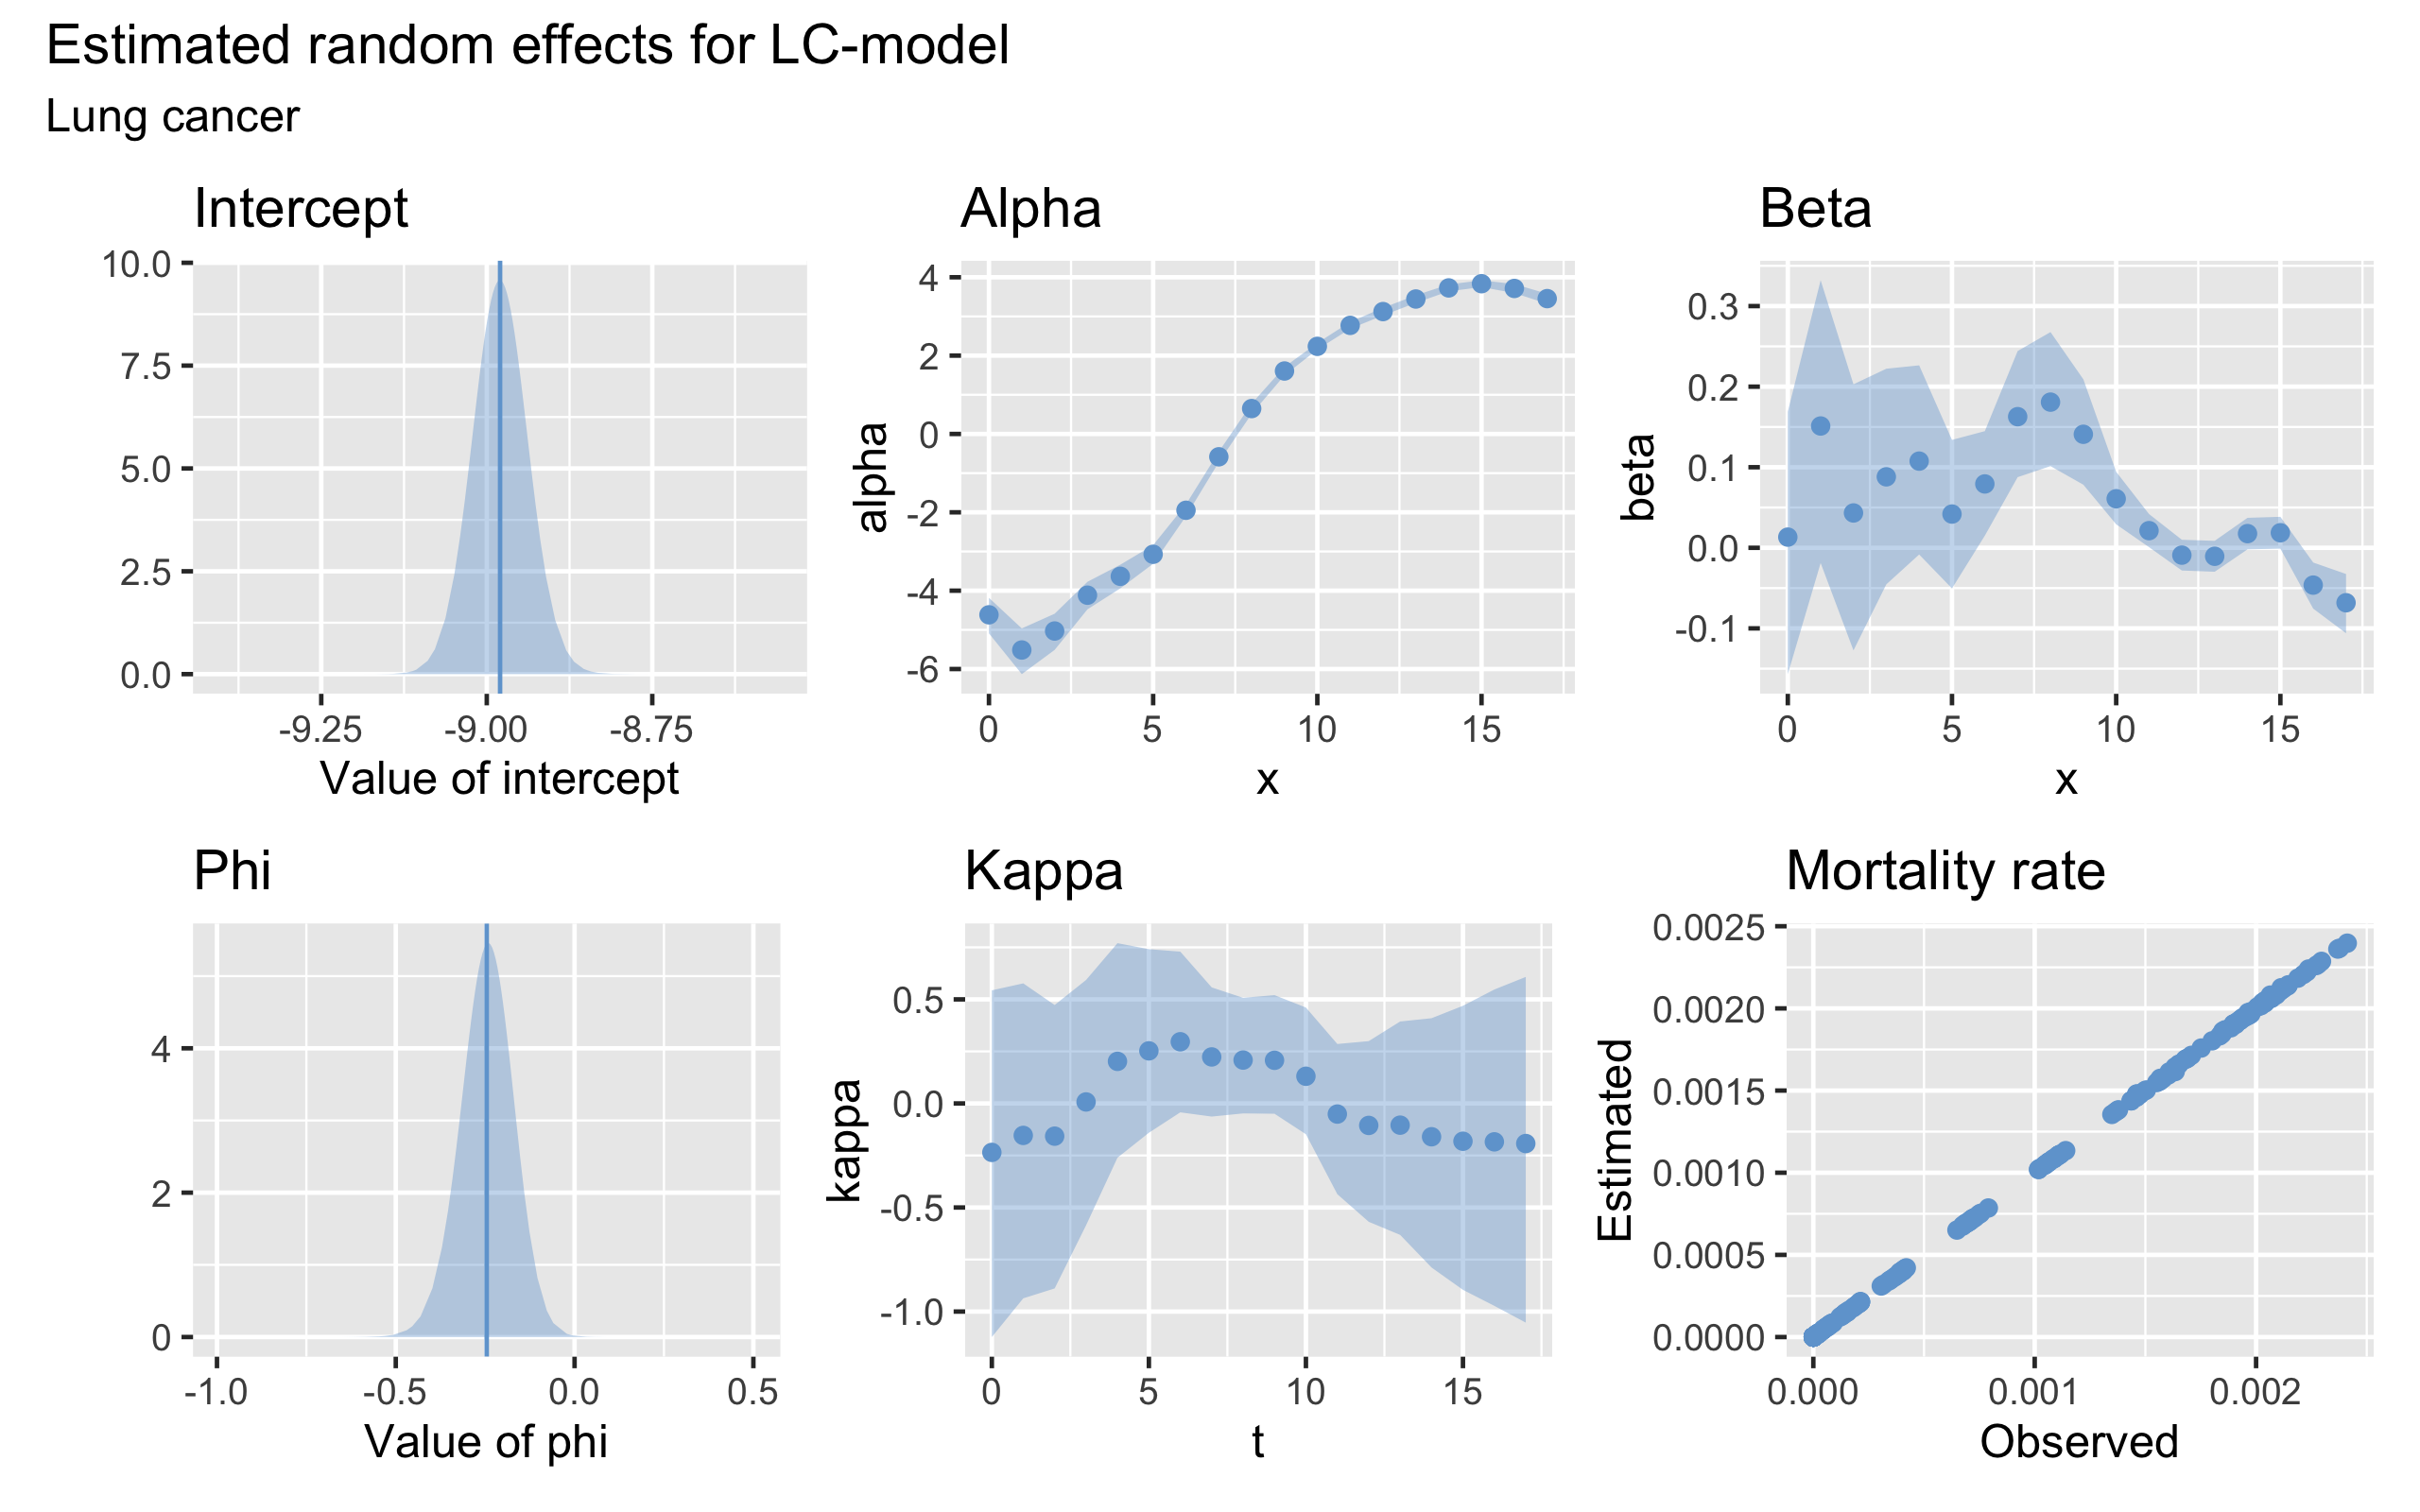 Estimated random effects for LC-model
Lung cancer
Intercept
10.0
7.5
5.0
2.5
0.0
-9.25 -9.00 -8.75
Value of intercept
Alpha
alpha
4
2
0
-2
-4
-6
0 5 10 15
x
Beta
beta
0.3
0.2
0.1
0.0
-0.1
0 5 10 15
x
Phi
4
2
0
-1.0 -0.5 0.0 0.5
Value of phi
Kappa
kappa
0.5
0.0
-0.5
-1.0
0 5 10 15
t
Mortality rate
Estimated
0.0025
0.0020
0.0015
0.0010
0.0005
0.0000
0.000 0.001 0.002
Observed